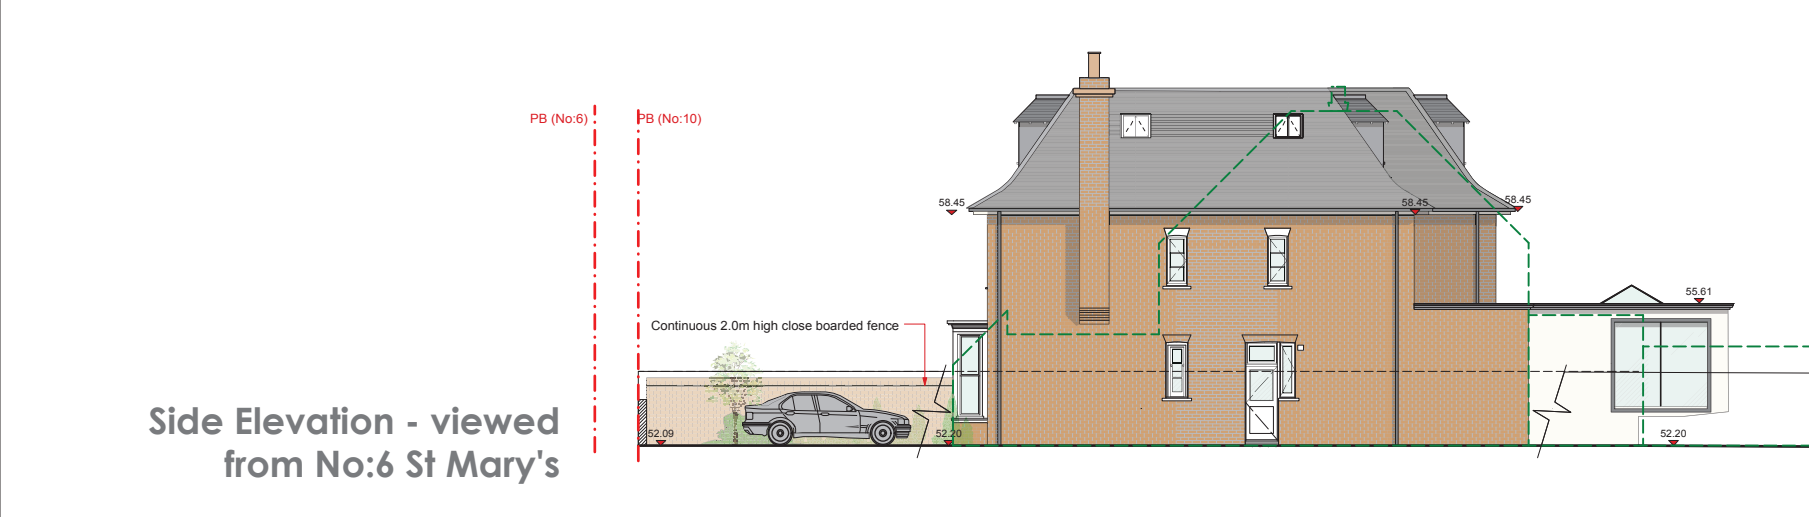 PB (No:6)
PB (No:10)
58.45
58.45
58.45
55.61
Continuous 2.0m high close boarded fence
Side Elevation - viewed
from No:6 St Mary's
52.09
52.20
52.20